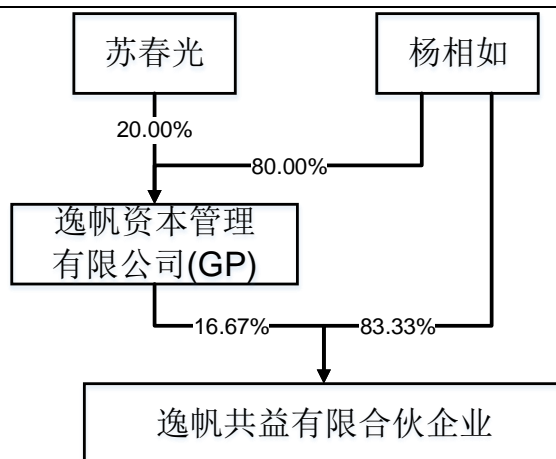 苏春光
杨相如
20.00%
80.00%
逸帆资本管理
有限公司(GP)
16.67%
83.33%
逸帆共益有限合伙企业